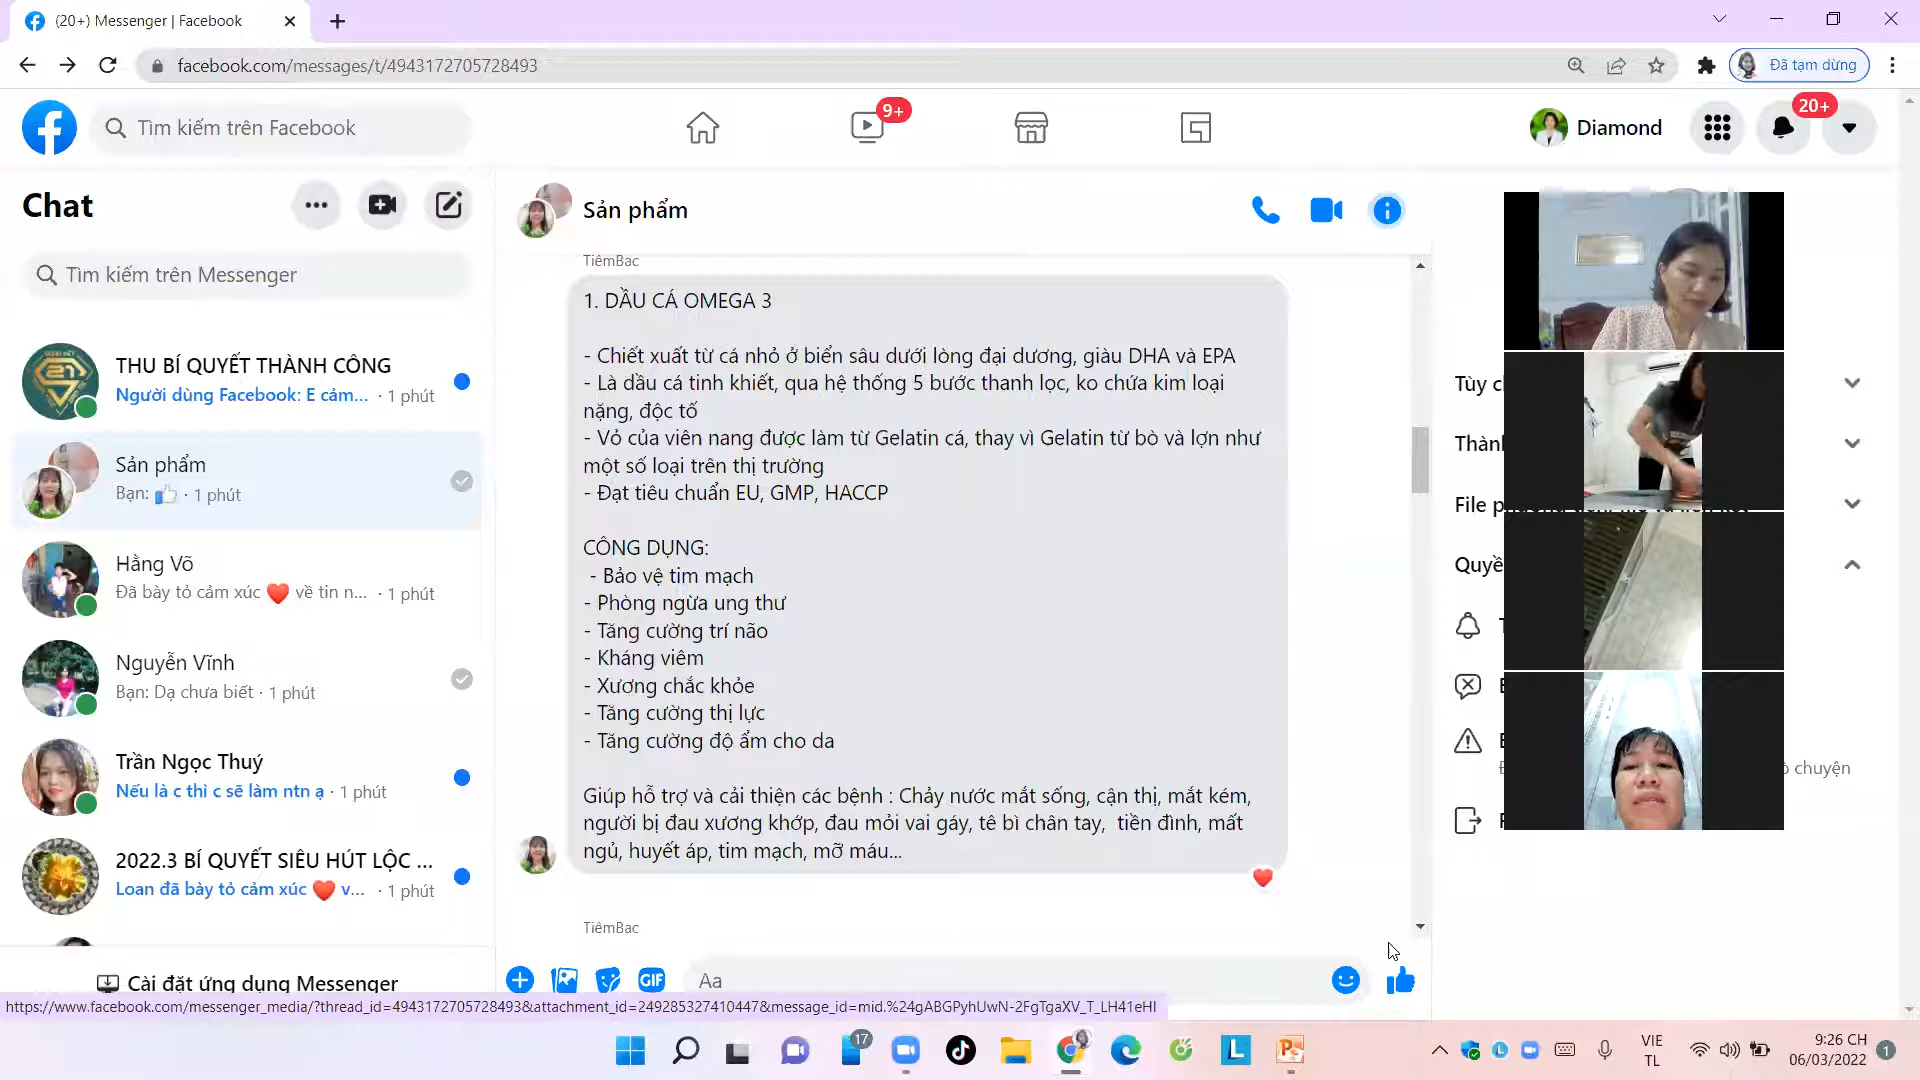 (20+) Messenger | Facebook
facebook.com/messages/t/4943172705728493
Đã tạm dừng
Tìm kiếm trên Facebook
9+
Diamond
20+
Chat
Tìm kiếm trên Messenger
THU BÍ QUYẾT THÀNH CÔNG
Người dùng Facebook: E cảm... · 1 phút
Sản phẩm
Bạn: 👍 · 1 phút
Hằng Võ
Đã bày tỏ cảm xúc ❤️ về tin n... · 1 phút
Nguyễn Vĩnh
Bạn: Dạ chưa biết · 1 phút
Trần Ngọc Thuý
Nếu là c thì c sẽ làm ntn ạ · 1 phút
2022.3 BÍ QUYẾT SIÊU HÚT LỘC ...
Loan đã bày tỏ cảm xúc ❤️ v... · 1 phút
Cài đặt ứng dụng Messenger
Sản phẩm
TiêmBac
1. DẦU CÁ OMEGA 3
- Chiết xuất từ cá nhỏ ở biển sâu dưới lòng đại dương, giàu DHA và EPA
- Là dầu cá tinh khiết, qua hệ thống 5 bước thanh lọc, ko chứa kim loại
nặng, độc tố
- Vỏ của viên nang được làm từ Gelatin cá, thay vì Gelatin từ bò và lợn như
một số loại trên thị trường
- Đạt tiêu chuẩn EU, GMP, HACCP
CÔNG DỤNG:
- Bảo vệ tim mạch
- Phòng ngừa ung thư
- Tăng cường trí não
- Kháng viêm
- Xương chắc khỏe
- Tăng cường thị lực
- Tăng cường độ ẩm cho da
Giúp hỗ trợ và cải thiện các bệnh : Chảy nước mắt sống, cận thị, mắt kém,
người bị đau xương khớp, đau mỏi vai gáy, tê bì chân tay, tiền đình, mất
ngủ, huyết áp, tim mạch, mỡ máu...
TiêmBac
GIF
Aa
Tùy c
Thành
File
Quyề
chuyện
https://www.facebook.com/messenger_media/?thread_id=4943172705728493&attachment_id=249285327410447&message_id=mid.%24gABGPyhUwN-2FgTgaXV_T_LH41eHI
17
VIE
TL
9:26 CH
06/03/2022
1